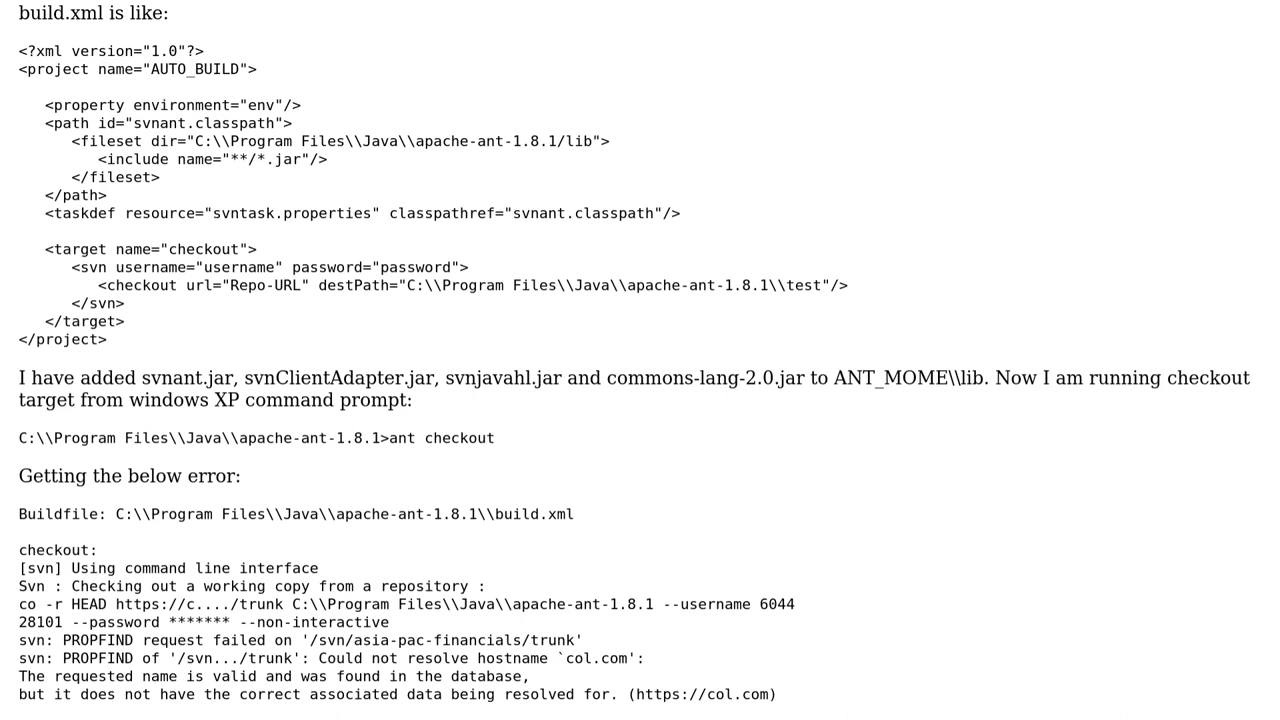 build.xml is like:
<?xml version="1.0"?>
<project name="AUTO_BUILD">
<property environment="env"/>
<path id="svnant.classpath">
<fileset dir="C:\\Program Files\\Java\\apache-ant-1.8.1/lib">
<include name="**/*.jar"/>
</fileset>
</path>
<taskdef resource="svntask.properties" classpathref="svnant.classpath"/>
<target name="checkout">
<svn username="username" password="password">
<checkout url="Repo-URL" destPath="C:\\Program Files\\Java\\apache-ant-1.8.1\\test"/>
</svn>
</target>
</project>
I have added svnant.jar, svnClientAdapter.jar, svnjavahl.jar and commons-lang-2.0.jar to ANT_MOME\\lib. Now I am running checkout
target from windows XP command prompt:
C:\\Program Files\\Java\\apache-ant-1.8.1>ant checkout
Getting the below error:
Buildfile: C:\\Program Files\\Java\\apache-ant-1.8.1\\build.xml
checkout:
[svn] Using command line interface
Svn : Checking out a working copy from a repository :
co -r HEAD https://c..../trunk C:\\Program Files\\Java\\apache-ant-1.8.1 --username 6044
28101 --password ******* --non-interactive
svn: PROPFIND request failed on '/svn/asia-pac-financials/trunk'
svn: PROPFIND of '/svn.../trunk': Could not resolve hostname `col.com':
The requested name is valid and was found in the database,
but it does not have the correct associated data being resolved for. (https://col.com)